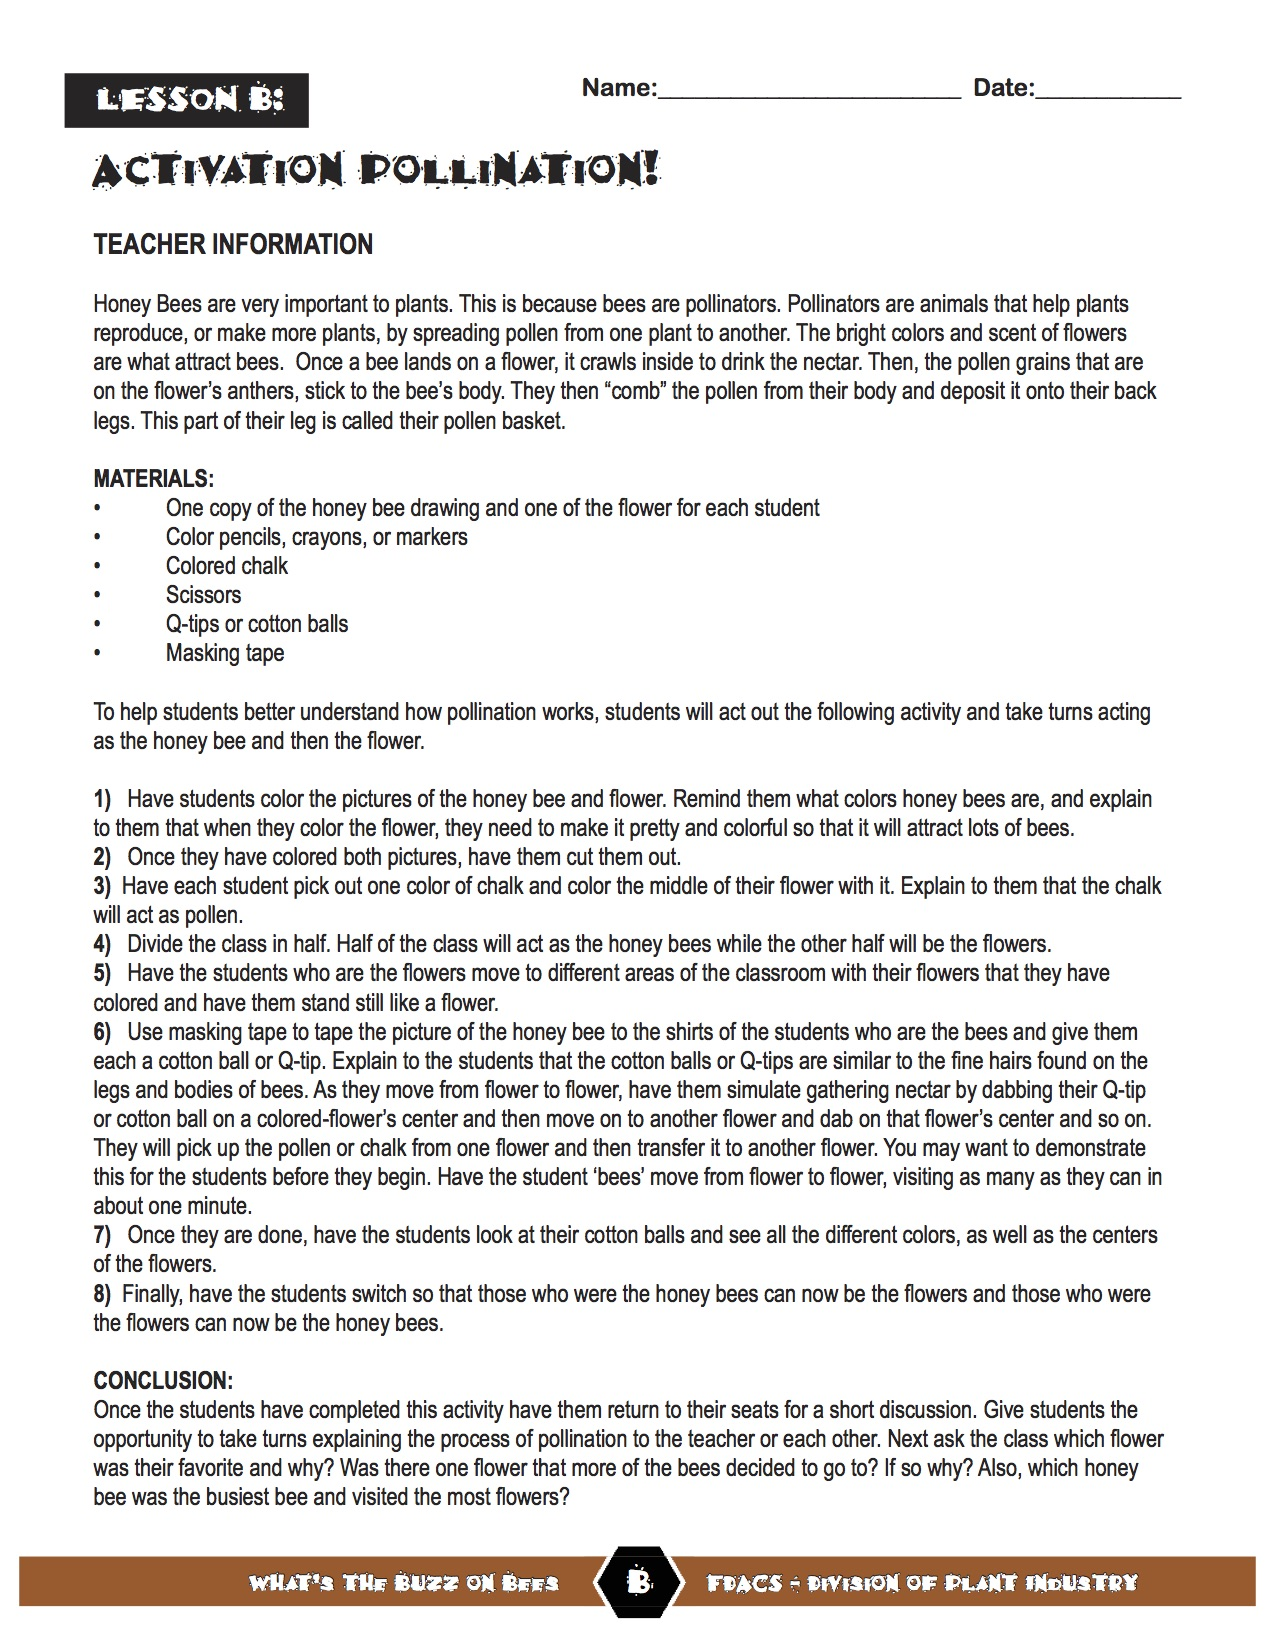 LESSON B:
Name:_______________________ Date:___________
ACTIVATION POLLINATION!
TEACHER INFORMATION
Honey Bees are very important to plants. This is because bees are pollinators. Pollinators are animals that help plants
reproduce, or make more plants, by spreading pollen from one plant to another. The bright colors and scent of flowers
are what attract bees.  Once a bee lands on a flower, it crawls inside to drink the nectar. Then, the pollen grains that are
on the flower’s anthers, stick to the bee’s body. They then “comb” the pollen from their body and deposit it onto their back
legs. This part of their leg is called their pollen basket.
MATERIALS:
• One copy of the honey bee drawing and one of the flower for each student
• Color pencils, crayons, or markers
• Colored chalk
• Scissors
• Q-tips or cotton balls
• Masking tape
To help students better understand how pollination works, students will act out the following activity and take turns acting
as the honey bee and then the flower.
1) Have students color the pictures of the honey bee and flower. Remind them what colors honey bees are, and explain
to them that when they color the flower, they need to make it pretty and colorful so that it will attract lots of bees.
2) Once they have colored both pictures, have them cut them out.
3) Have each student pick out one color of chalk and color the middle of their flower with it. Explain to them that the chalk
will act as pollen.
4) Divide the class in half. Half of the class will act as the honey bees while the other half will be the flowers.
5) Have the students who are the flowers move to different areas of the classroom with their flowers that they have
colored and have them stand still like a flower.
6) Use masking tape to tape the picture of the honey bee to the shirts of the students who are the bees and give them
each a cotton ball or Q-tip. Explain to the students that the cotton balls or Q-tips are similar to the fine hairs found on the
legs and bodies of bees. As they move from flower to flower, have them simulate gathering nectar by dabbing their Q-tip
or cotton ball on a colored-flower’s center and then move on to another flower and dab on that flower’s center and so on.
They will pick up the pollen or chalk from one flower and then transfer it to another flower. You may want to demonstrate
this for the students before they begin. Have the student ‘bees’ move from flower to flower, visiting as many as they can in
about one minute.
7) Once they are done, have the students look at their cotton balls and see all the different colors, as well as the centers
of the flowers.
8) Finally, have the students switch so that those who were the honey bees can now be the flowers and those who were
the flowers can now be the honey bees.
CONCLUSION:
Once the students have completed this activity have them return to their seats for a short discussion. Give students the
opportunity to take turns explaining the process of pollination to the teacher or each other. Next ask the class which flower
was their favorite and why? Was there one flower that more of the bees decided to go to? If so why? Also, which honey
bee was the busiest bee and visited the most flowers?
WHAT'S THE BUZZ ON BEES B. FDACS - DIVISION OF PLANT INDUSTRY